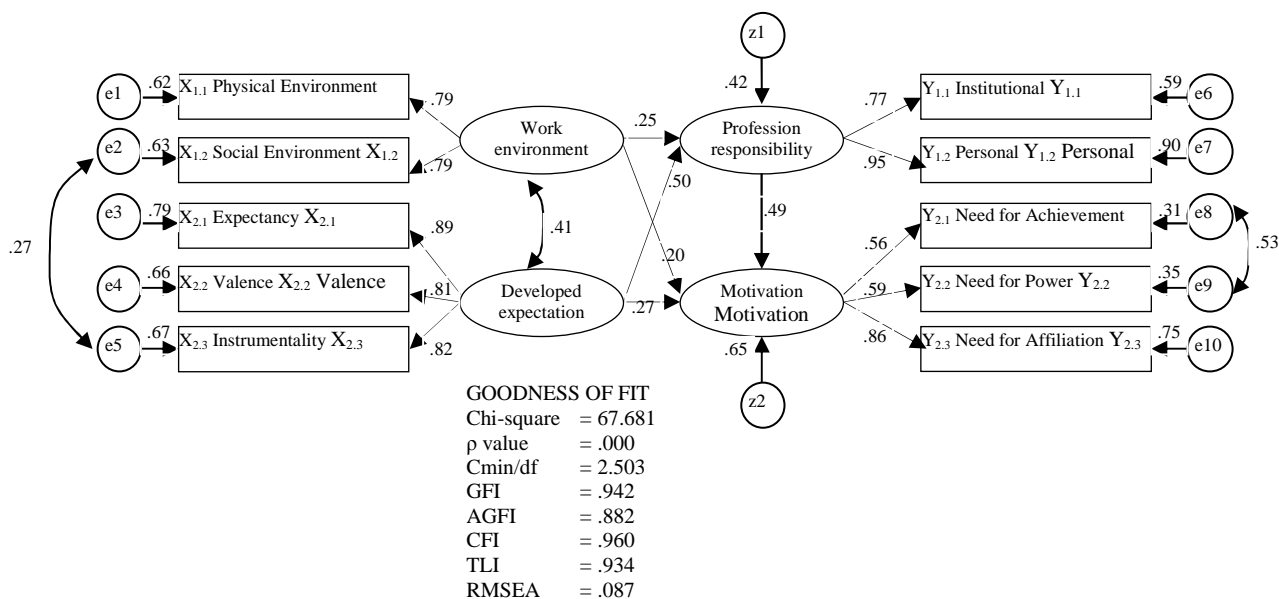 z1
.42
e1
.62
X1.1 Physical Environment
.79
Work
environment
.25
Profession
responsibility
.77
Y1.1 Institutional Y1.1
.59
e6
e2
.63
X1.2 Social Environment X1.2
.79
.50
.95
Y1.2 Personal Y1.2 Personal
.90
e7
e3
.79
X2.1 Expectancy X2.1
.89
.41
.20
.49
.56
Y2.1 Need for Achievement
.31
e8
.53
.27
e4
.66
X2.2 Valence X2.2 Valence
.81
Developed
expectation
.27
Motivation
Motivation
.59
Y2.2 Need for Power Y2.2
.35
e9
e5
.67
X2.3 Instrumentality X2.3
.82
.65
.86
Y2.3 Need for Affiliation Y2.3
.75
e10
z2
GOODNESS OF FIT
Chi-square = 67.681
ρ value = .000
Cmin/df = 2.503
GFI = .942
AGFI = .882
CFI = .960
TLI = .934
RMSEA = .087